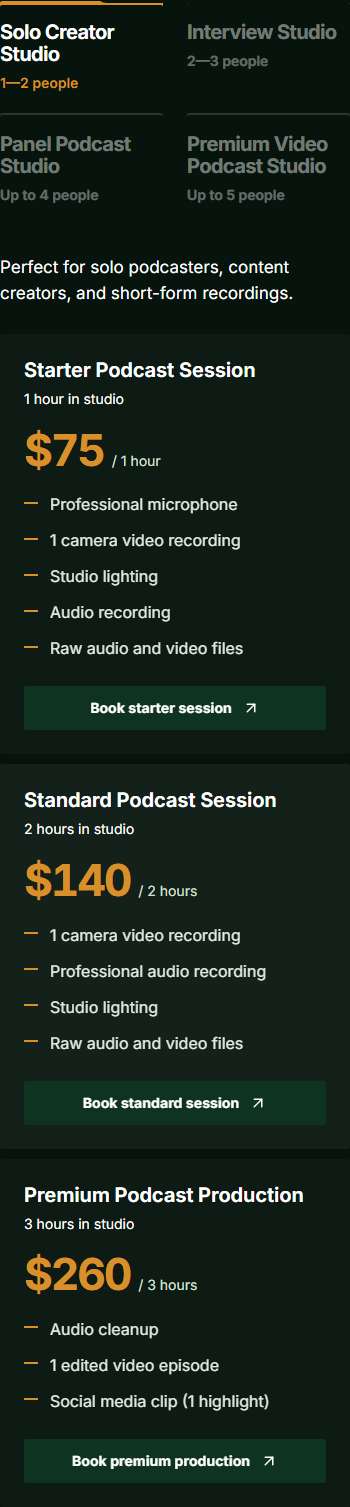 Solo Creator
Studio
1—2 people
Interview Studio
2—3 people
Panel Podcast
Studio
Up to 4 people
Premium Video
Podcast Studio
Up to 5 people
Perfect for solo podcasters, content
creators, and short-form recordings.
Starter Podcast Session
1 hour in studio
$75 / 1 hour
Professional microphone
1 camera video recording
Studio lighting
Audio recording
Raw audio and video files
Book starter session
Standard Podcast Session
2 hours in studio
$140 / 2 hours
1 camera video recording
Professional audio recording
Studio lighting
Raw audio and video files
Book standard session
Premium Podcast Production
3 hours in studio
$260 / 3 hours
Audio cleanup
1 edited video episode
Social media clip (1 highlight)
Book premium production